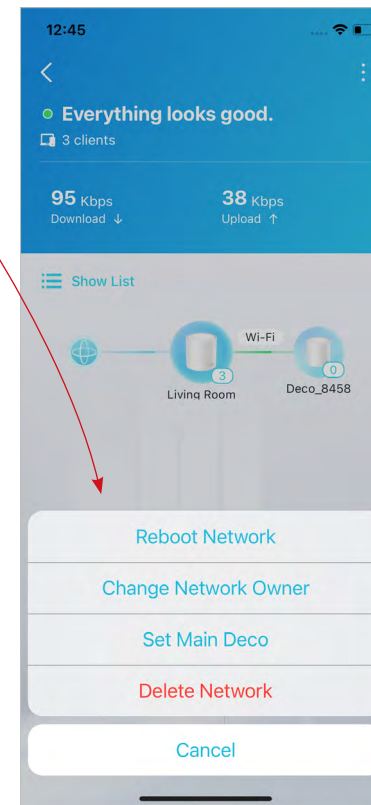 12:45
Everything looks good.
3 clients
95 Kbps 38 Kbps
Download ↓ Upload ↑
Show List
Wi-Fi
3 0
Living Room Deco_8458
Reboot Network
Change Network Owner
Set Main Deco
Delete Network
Cancel